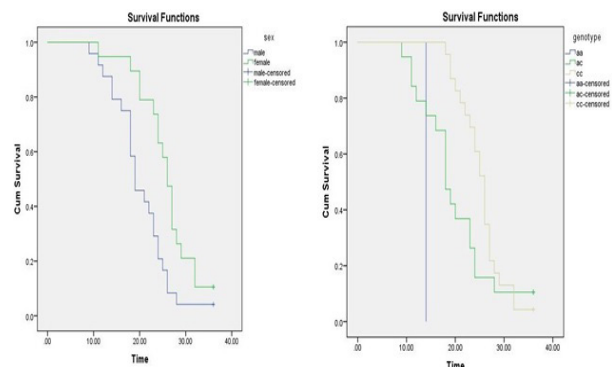 Survival Functions
sex
male
female
male-censored
female-censored
Cum Survival
1.0
0.8
0.6
0.4
0.2
0.0
.00 10.00 20.00 30.00 40.00
Time
Survival Functions
genotype
aa
ac
cc
aa-censored
ac-censored
cc-censored
Cum Survival
1.0
0.8
0.6
0.4
0.2
0.0
.00 10.00 20.00 30.00 40.00
Time